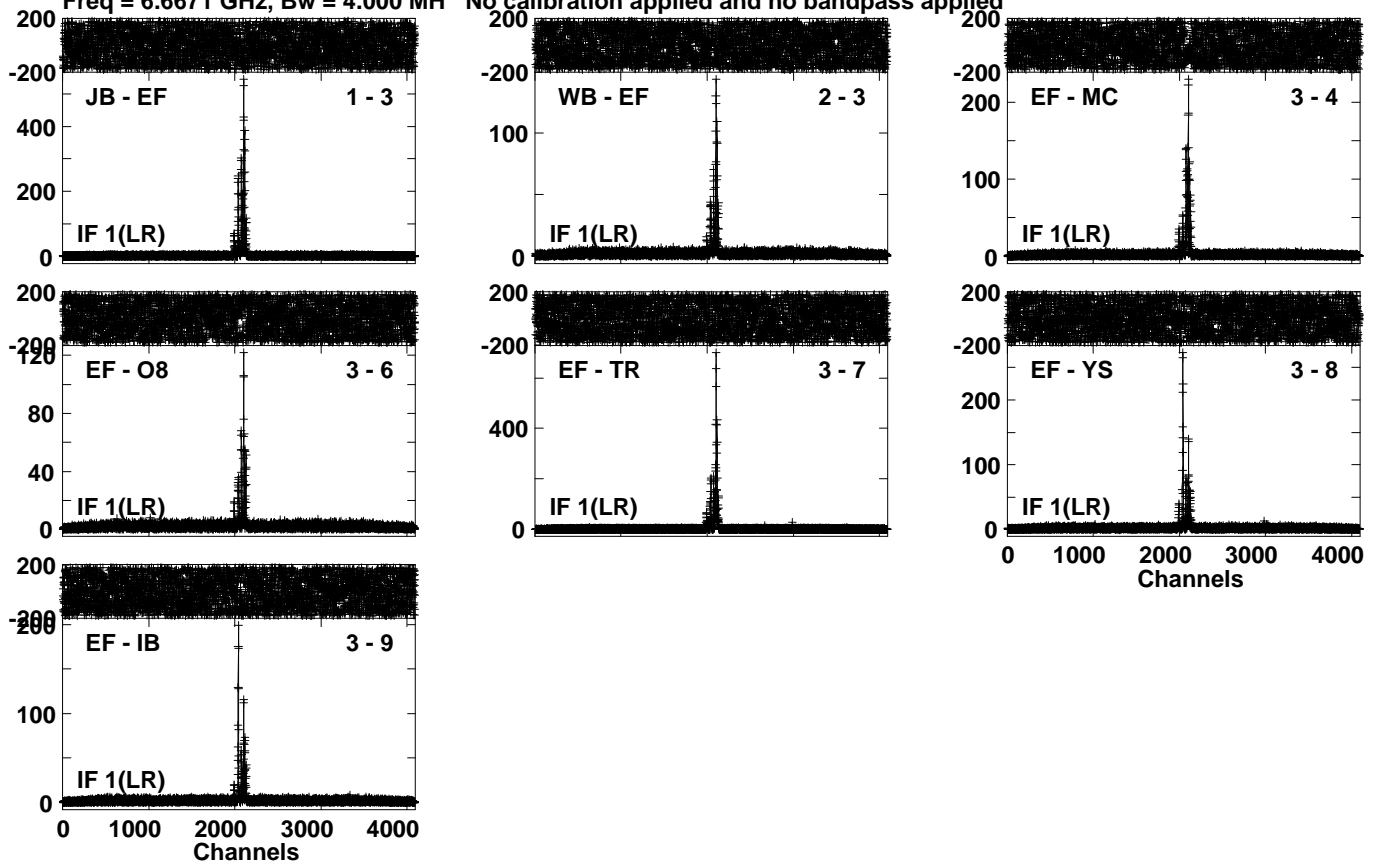 Freq = 6.6671 GHz, Bw = 4.000 MH No calibration applied and no bandpass applied
200 200 200
-200 -200 -200
JB - EF 1 - 3 WB - EF 2 - 3 EF - MC 3 - 4
400 100 200
200 100
IF 1(LR) IF 1(LR) IF 1(LR)
0 0 0
200 200 200
-200 -200 -200
120
EF - O8 3 - 6 EF - TR 3 - 7 EF - YS 3 - 8
80 400 200
40 100
IF 1(LR) IF 1(LR) IF 1(LR)
0 0 0
0 1000 2000 3000 4000
Channels
200
-200
200
EF - IB 3 - 9
100
IF 1(LR)
0
0 1000 2000 3000 4000
Channels